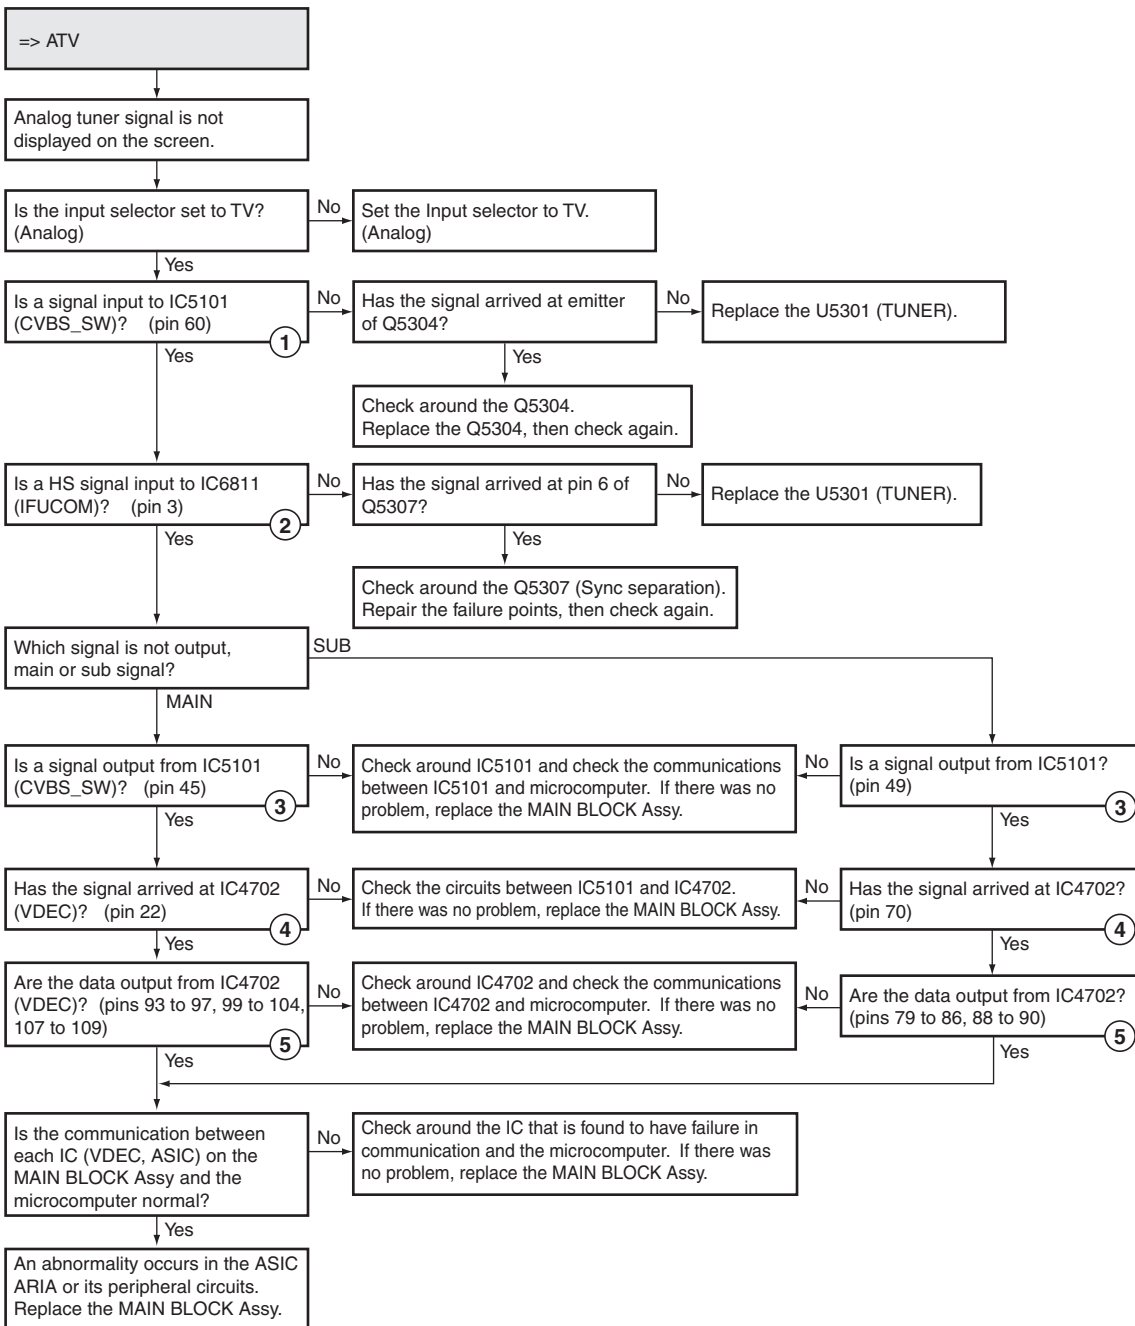 => ATV
Analog tuner signal is not
displayed on the screen.
Is the input selector set to TV?
(Analog)
No
Set the Input selector to TV.
(Analog)
Yes
Is a signal input to IC5101
(CVBS_SW)? (pin 60)
1
No
Has the signal arrived at emitter
of Q5304?
No
Replace the U5301 (TUNER).
Yes
Yes
Check around the Q5304.
Replace the Q5304, then check again.
Is a HS signal input to IC6811
(IFUCOM)? (pin 3)
2
No
Has the signal arrived at pin 6 of
Q5307?
No
Replace the U5301 (TUNER).
Yes
Yes
Check around the Q5307 (Sync separation).
Repair the failure points, then check again.
Which signal is not output,
main or sub signal?
SUB
MAIN
Is a signal output from IC5101
(CVBS_SW)? (pin 45)
3
No
Check around IC5101 and check the communications
between IC5101 and microcomputer. If there was no
problem, replace the MAIN BLOCK Assy.
No
Is a signal output from IC5101?
(pin 49)
3
Yes
Yes
Has the signal arrived at IC4702
(VDEC)? (pin 22)
4
No
Check the circuits between IC5101 and IC4702.
If there was no problem, replace the MAIN BLOCK Assy.
No
Has the signal arrived at IC4702?
(pin 70)
4
Yes
Yes
Are the data output from IC4702
(VDEC)? (pins 93 to 97, 99 to 104,
107 to 109)
5
No
Check around IC4702 and check the communications
between IC4702 and microcomputer. If there was no
problem, replace the MAIN BLOCK Assy.
No
Are the data output from IC4702?
(pins 79 to 86, 88 to 90)
5
Yes
Yes
Is the communication between
each IC (VDEC, ASIC) on the
MAIN BLOCK Assy and the
microcomputer normal?
No
Check around the IC that is found to have failure in
communication and the microcomputer. If there was
no problem, replace the MAIN BLOCK Assy.
Yes
An abnormality occurs in the ASIC
ARIA or its peripheral circuits.
Replace the MAIN BLOCK Assy.